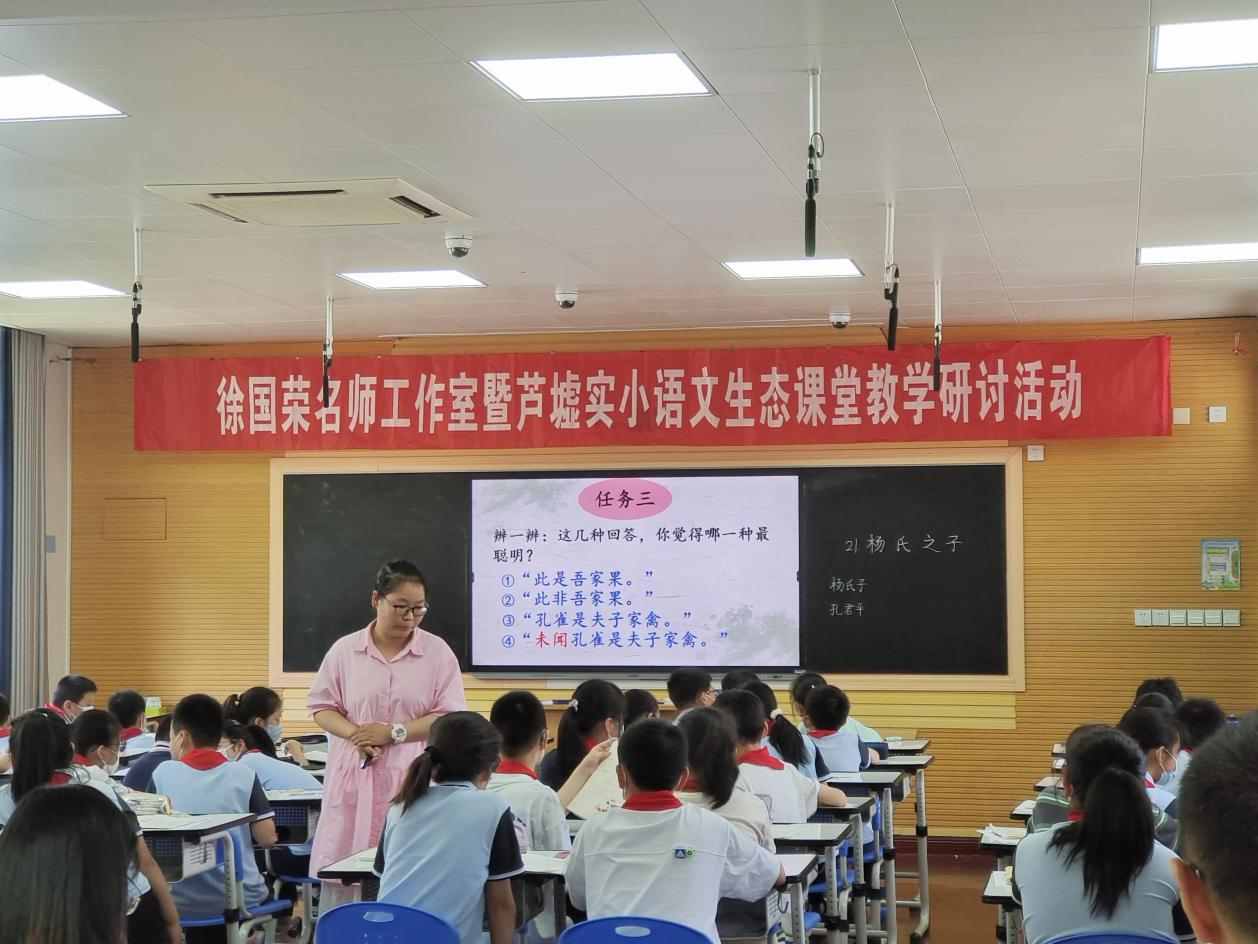 徐国荣名师工作室暨芦墟实小语文生态课堂教学研讨活动
任务三
辨一辨：这几种回答，你觉得哪一种最
聪明？
①“此是吾家果。”
②“此非吾家果。”
③“孔雀是夫子家禽。”
④“未闻孔雀是夫子家禽。”
21.杨氏之子
杨氏子
孔君平